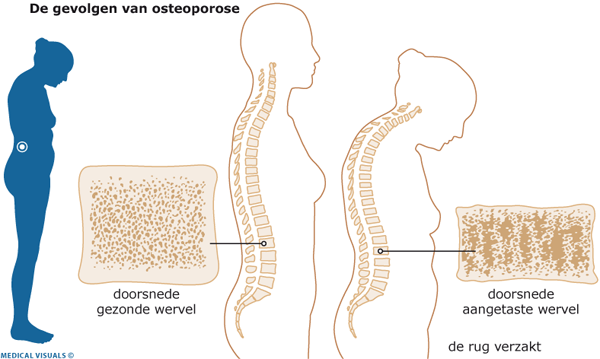 De gevolgen van osteoporose
doorsnede
gezonde wervel
doorsnede
aangetaste wervel
de rug verzakt
MEDICAL VISUALS ©